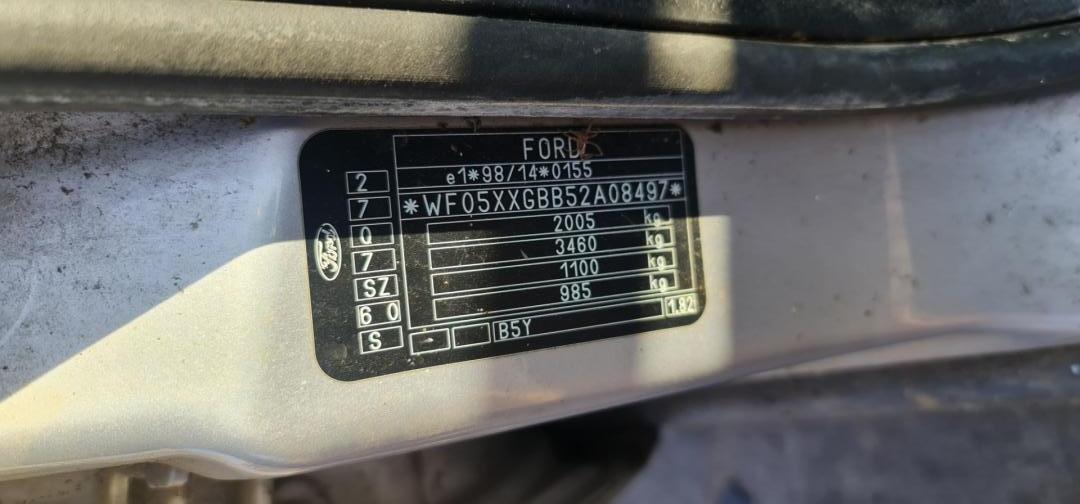 FORD
e1*98/14*0155
*WF05XXGBB52A08497*
2005 kg
3460 kg
1100 kg
985 kg
1.82
B5Y
2
7
Q
7
SZ
6 0
S
Ford